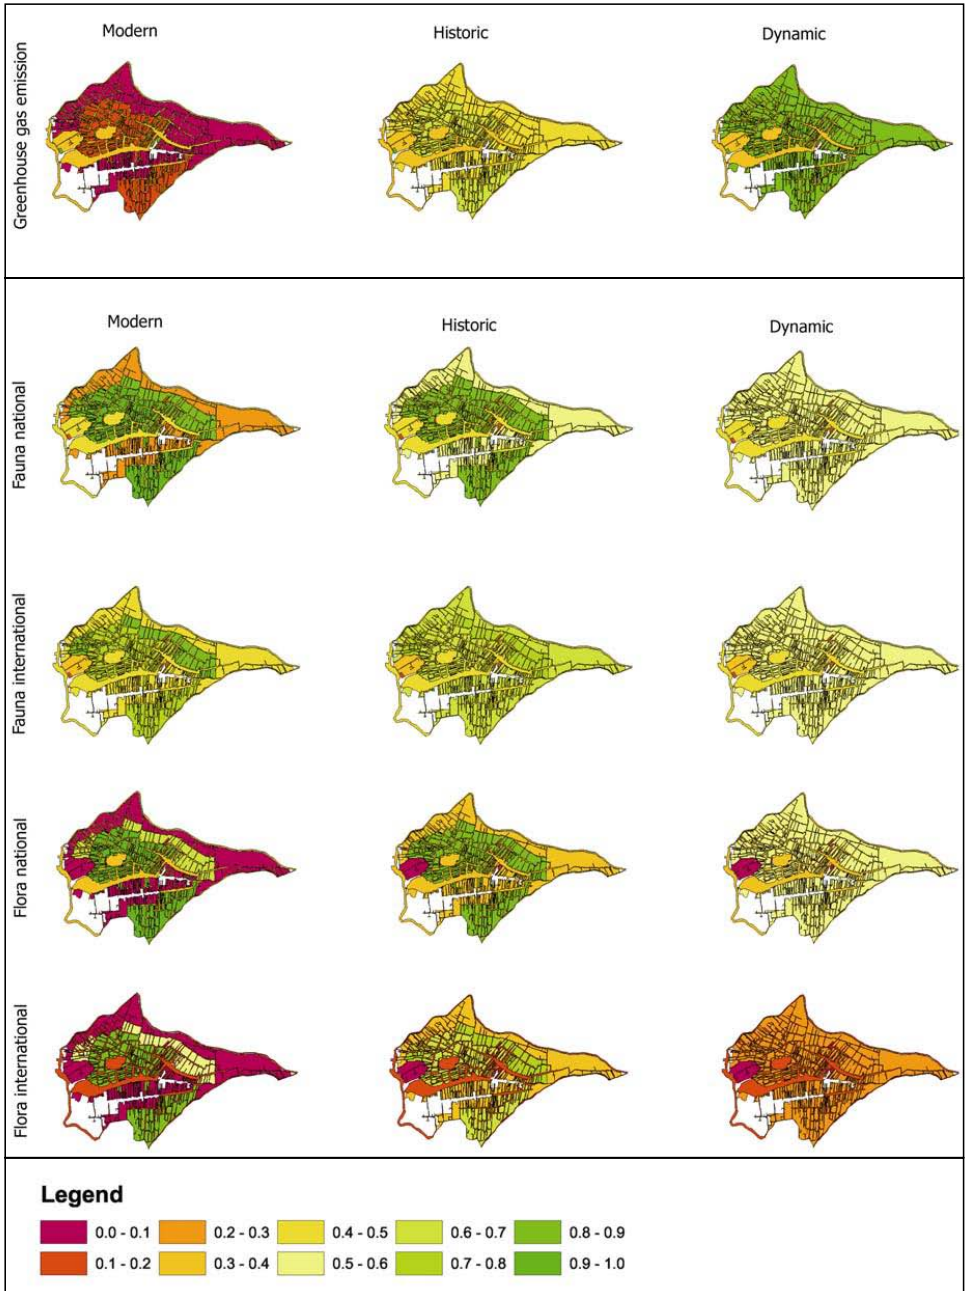 Modern Historic Dynamic
Greenhouse gas emission
Modern Historic Dynamic
Fauna national
Fauna international
Flora national
Flora international
Legend
0.0 - 0.1 0.2 - 0.3 0.4 - 0.5 0.6 - 0.7 0.8 - 0.9
0.1 - 0.2 0.3 - 0.4 0.5 - 0.6 0.7 - 0.8 0.9 - 1.0